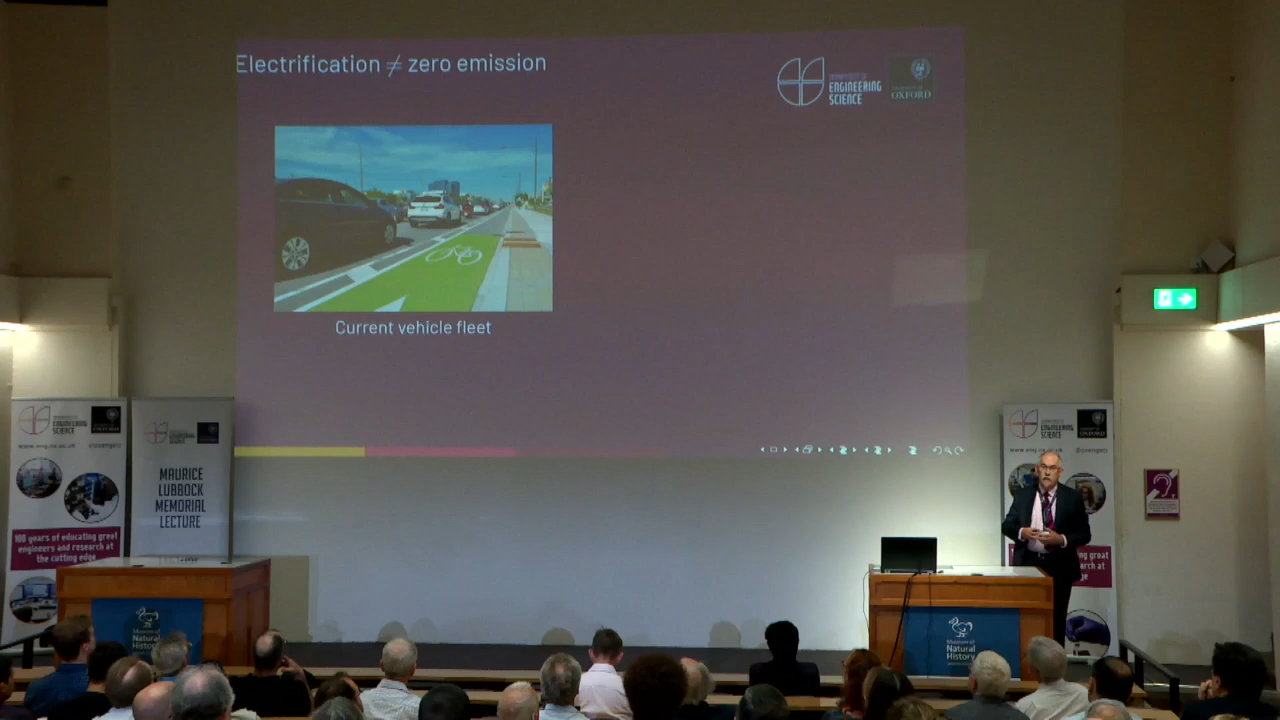 Electrification ≠ zero emission
ENGINEERING
SCIENCE
OXFORD
Current vehicle fleet
ENGINEERING
SCIENCE
OXFORD
100 years of educating great
engineers and research at
the cutting edge
ENGINEERING
SCIENCE
MAURICE
LUBBOCK
MEMORIAL
LECTURE
ENGINEERING
SCIENCE
OXFORD
Museum of
Natural
History
Museum of
Natural
History